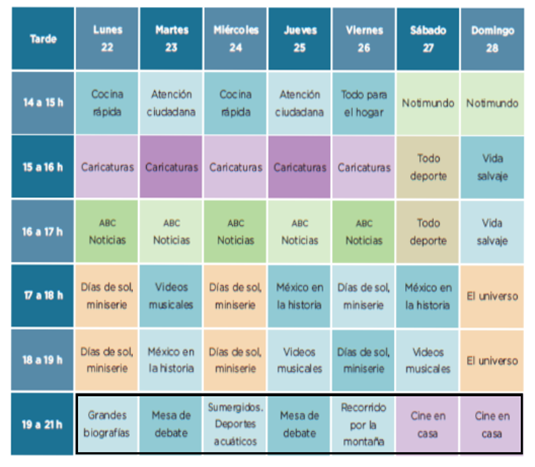 Tarde Lunes 22 Martes 23 Miércoles 24 Jueves 25 Viernes 26 Sábado 27 Domingo 28
14 a 15 h Cocina rápida Atención ciudadana Cocina rápida Atención ciudadana Todo para el hogar Notimundo Notimundo
15 a 16 h Caricaturas Caricaturas Caricaturas Caricaturas Caricaturas Todo deporte Vida salvaje
16 a 17 h ABC Noticias ABC Noticias ABC Noticias ABC Noticias ABC Noticias Todo deporte Vida salvaje
17 a 18 h Días de sol, miniserie Videos musicales Días de sol, miniserie México en la historia Días de sol, miniserie México en la historia El universo
18 a 19 h Días de sol, miniserie México en la historia Días de sol, miniserie Videos musicales Días de sol, miniserie Videos musicales El universo
19 a 21 h Grandes biografías Mesa de debate Sumergidos. Deportes acuáticos Mesa de debate Recorrido por la montaña Cine en casa Cine en casa